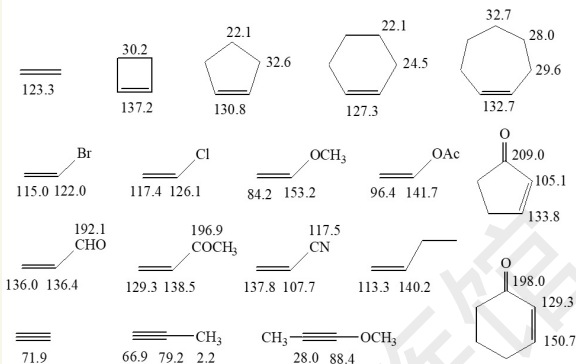 30.2
22.1
32.6
22.1
24.5
32.7
28.0
29.6
123.3
137.2
130.8
127.3
132.7
Br
115.0 122.0
Cl
117.4 126.1
OCH3
84.2 153.2
OAc
96.4 141.7
O
209.0
105.1
133.8
192.1
CHO
136.0 136.4
196.9
COCH3
129.3 138.5
117.5
CN
137.8 107.7
113.3 140.2
O
198.0
129.3
150.7
71.9
CH3
66.9 79.2 2.2
CH3 OCH3
28.0 88.4